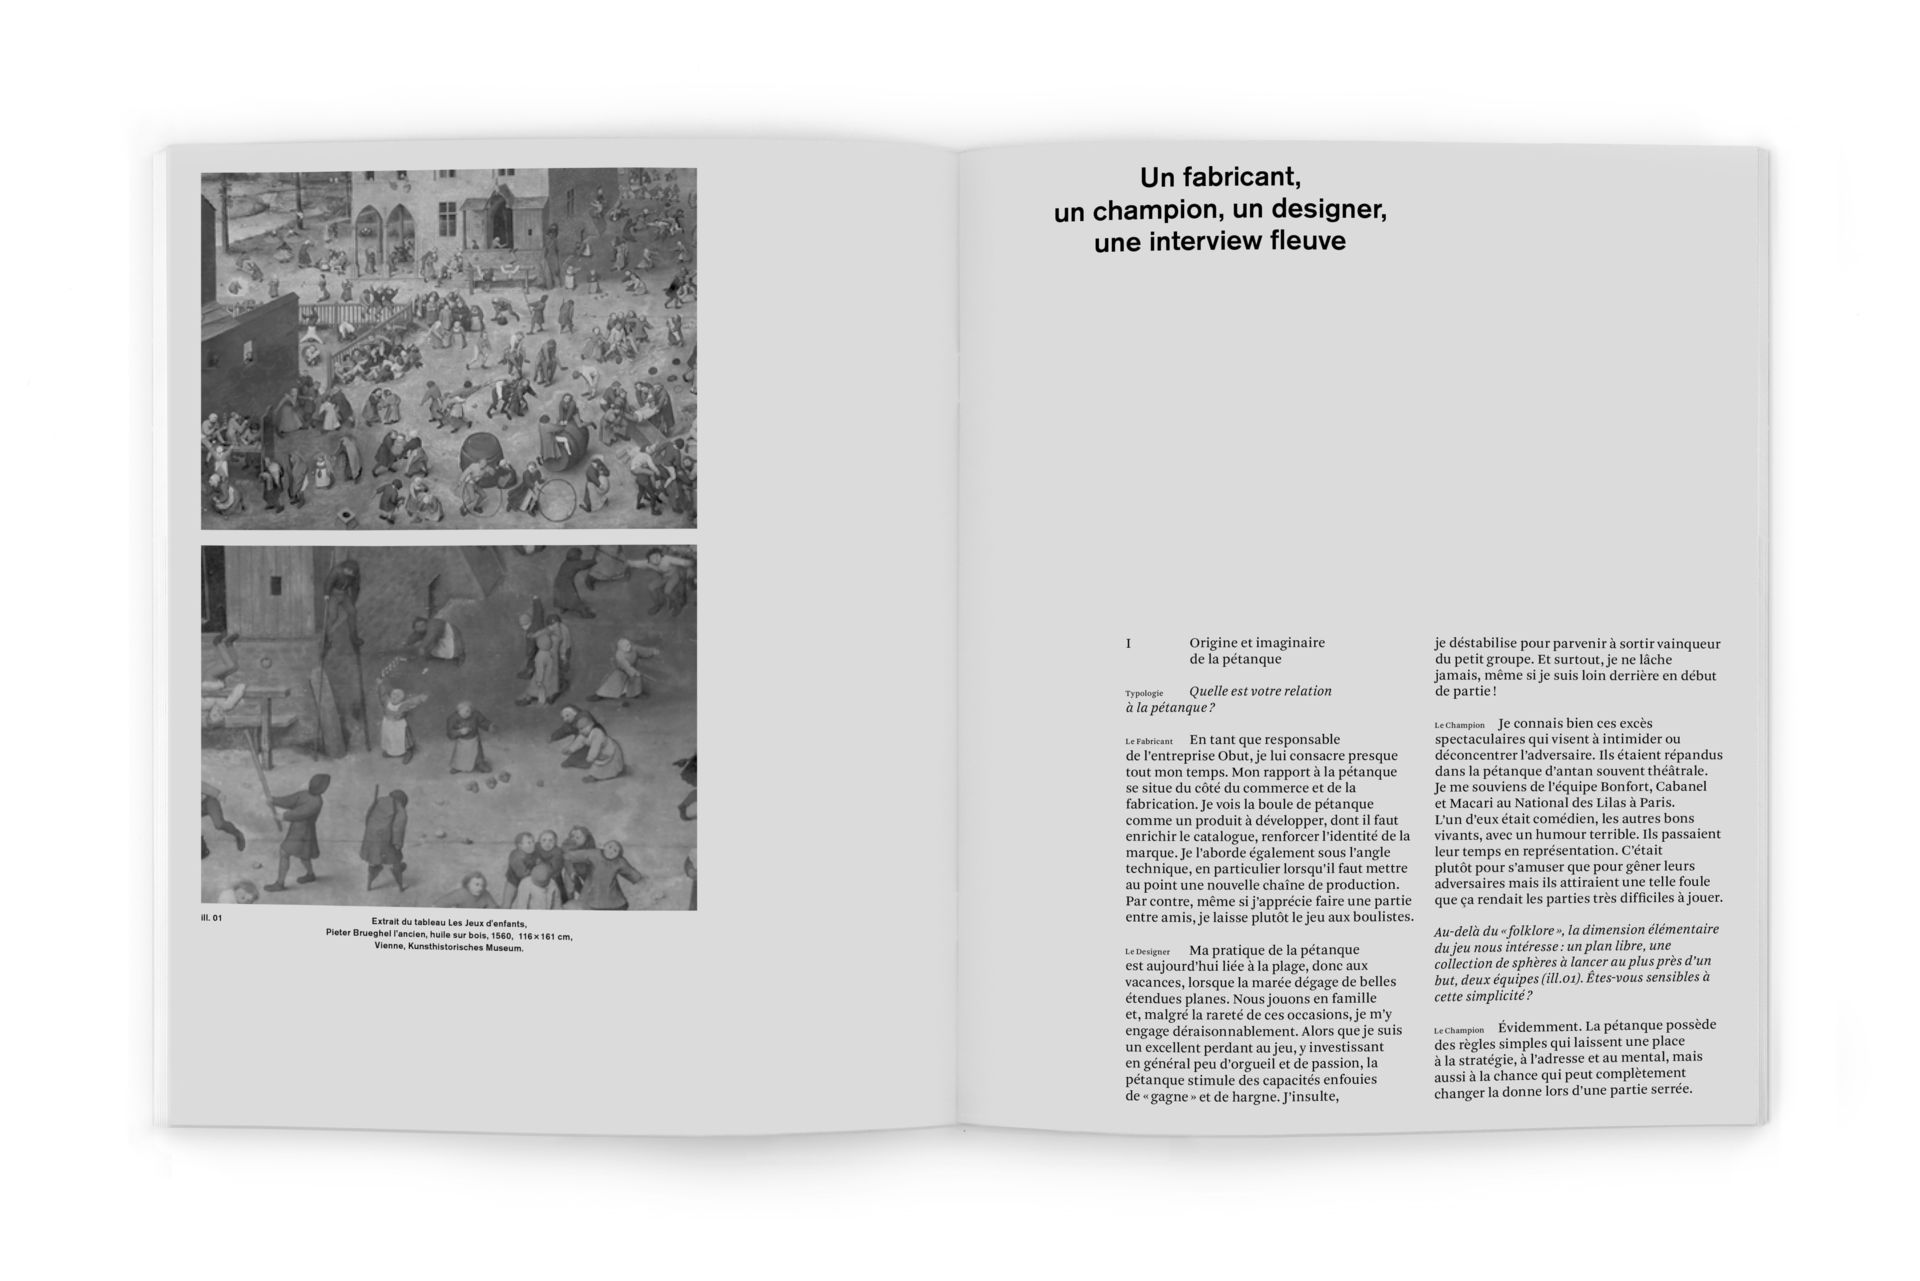 ill. 01
Extrait du tableau Les Jeux d'enfants,
Pieter Brueghel l'ancien, huile sur bois, 1560, 116 × 161 cm,
Vienne, Kunsthistorisches Museum.
Un fabricant,
un champion, un designer,
une interview fleuve
I Origine et imaginaire
de la pétanque
Typologie Quelle est votre relation
à la pétanque ?
Le Fabricant En tant que responsable
de l'entreprise Obut, je lui consacre presque
tout mon temps. Mon rapport à la pétanque
se situe du côté du commerce et de la
fabrication. Je vois la boule de pétanque
comme un produit à développer, dont il faut
enrichir le catalogue, renforcer l'identité de la
marque. Je l'aborde également sous l'angle
technique, en particulier lorsqu'il faut mettre
au point une nouvelle chaîne de production.
Par contre, même si j'apprécie faire une partie
entre amis, je laisse plutôt le jeu aux boulistes.
Le Designer Ma pratique de la pétanque
est aujourd'hui liée à la plage, donc aux
vacances, lorsque la marée dégage de belles
étendues planes. Nous jouons en famille
et, malgré la rareté de ces occasions, je m'y
engage déraisonnablement. Alors que je suis
un excellent perdant au jeu, y investissant
en général peu d'orgueil et de passion, la
pétanque stimule des capacités enfouies
de « gagne » et de hargne. J'insulte,
je déstabilise pour parvenir à sortir vainqueur
du petit groupe. Et surtout, je ne lâche
jamais, même si je suis loin derrière en début
de partie !
Le Champion Je connais bien ces excès
spectaculaires qui visent à intimider ou
déconcentrer l'adversaire. Ils étaient répandus
dans la pétanque d'antan souvent théâtrale.
Je me souviens de l'équipe Bonfort, Cabanel
et Macari au National des Lilas à Paris.
L'un d'eux était comédien, les autres bons
vivants, avec un humour terrible. Ils passaient
leur temps en représentation. C'était
plutôt pour s'amuser que pour gêner leurs
adversaires mais ils attiraient une telle foule
que ça rendait les parties très difficiles à jouer.
Au-delà du « folklore », la dimension élémentaire
du jeu nous intéresse : un plan libre, une
collection de sphères à lancer au plus près d'un
but, deux équipes (ill.01). Êtes-vous sensibles à
cette simplicité ?
Le Champion Évidemment. La pétanque possède
des règles simples qui laissent une place
à la stratégie, à l'adresse et au mental, mais
aussi à la chance qui peut complètement
changer la donne lors d'une partie serrée.